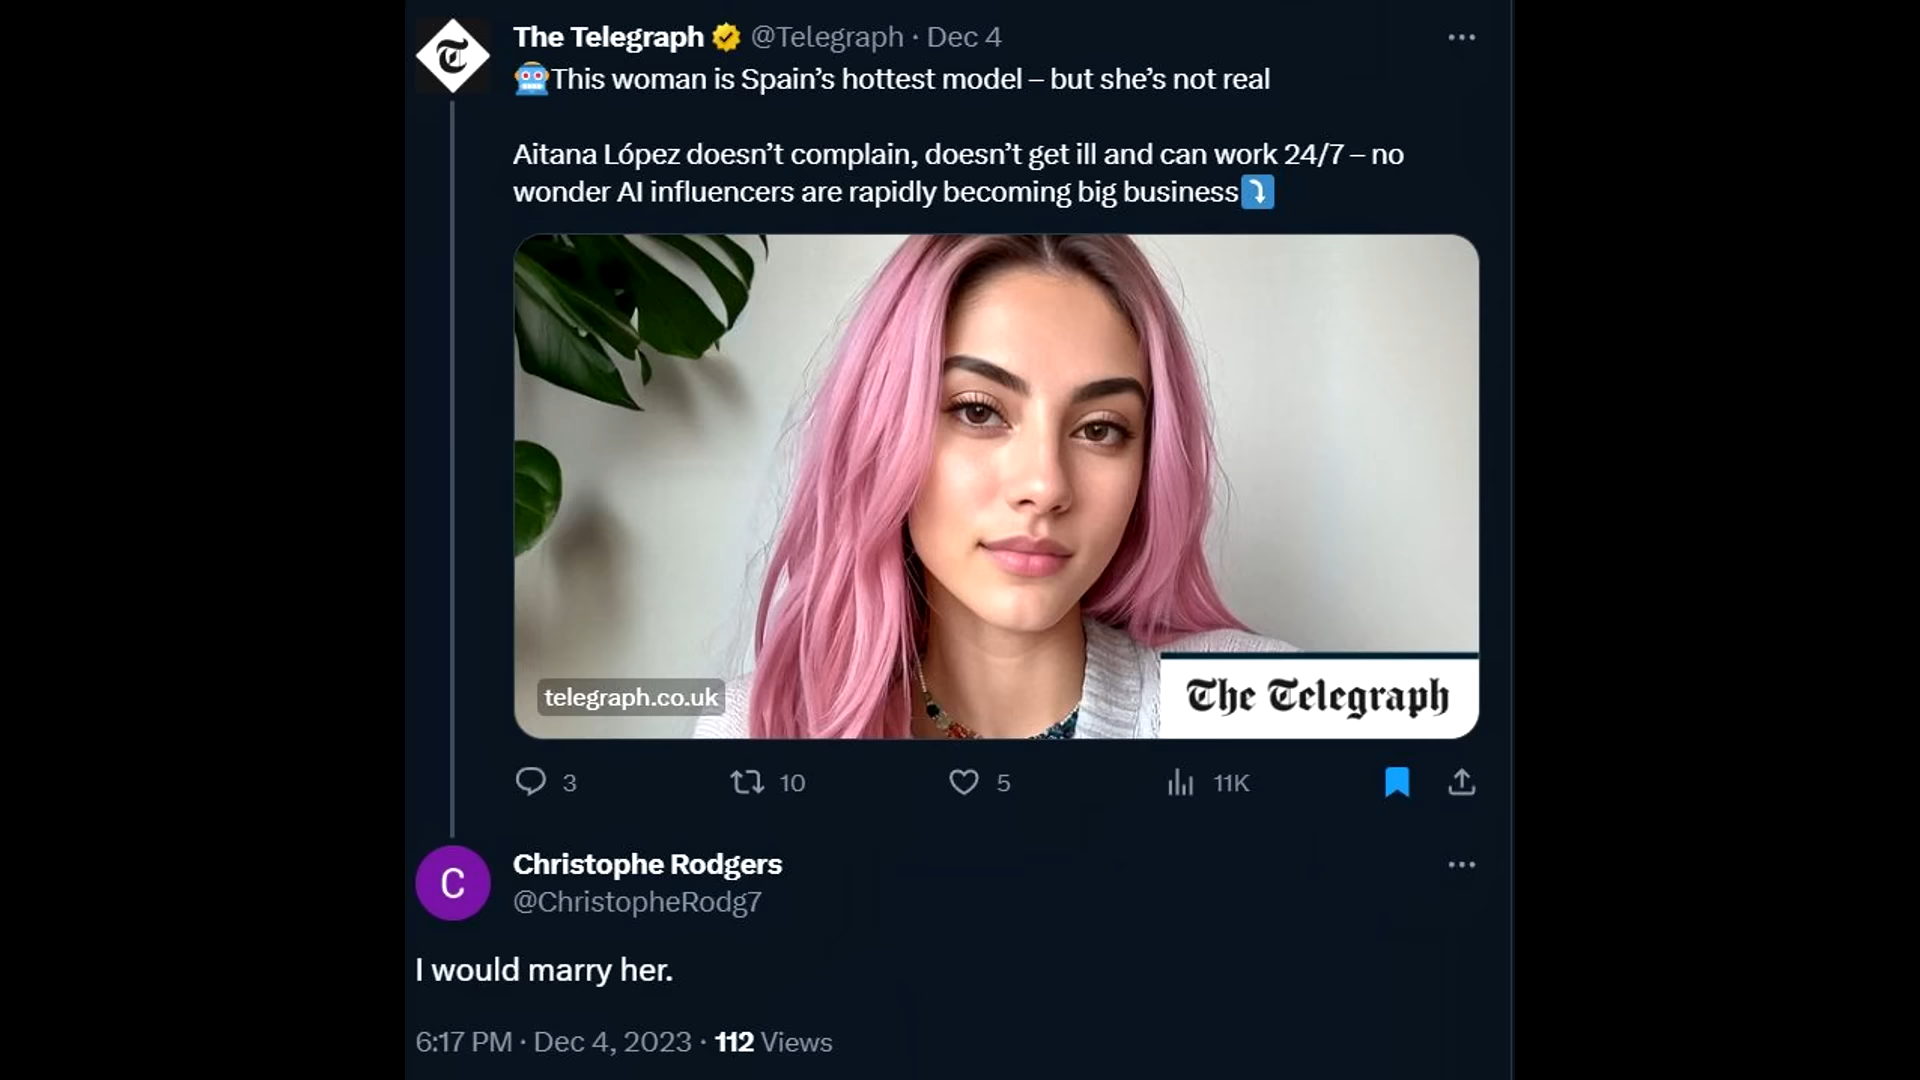 The Telegraph @Telegraph · Dec 4
🤖This woman is Spain’s hottest model – but she’s not real
Aitana López doesn’t complain, doesn’t get ill and can work 24/7 – no
wonder AI influencers are rapidly becoming big business⤵️
telegraph.co.uk
The Telegraph
3 10 5 11K
C
Christophe Rodgers
@ChristopheRodg7
I would marry her.
6:17 PM · Dec 4, 2023 · 112 Views